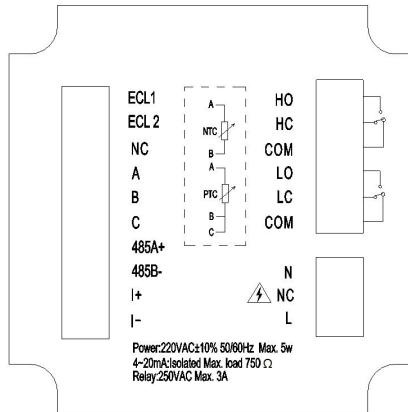 ECL1
ECL 2
NC
A
B
C
485A+
485B-
I+
I-
A
NTC
B
A
PTC
B
C
HO
HC
COM
LO
LC
COM
N
NC
L
Power:220VAC±10% 50/60Hz Max. 5w
4~20mA:Isolated Max. load 750 Ω
Relay:250VAC Max. 3A